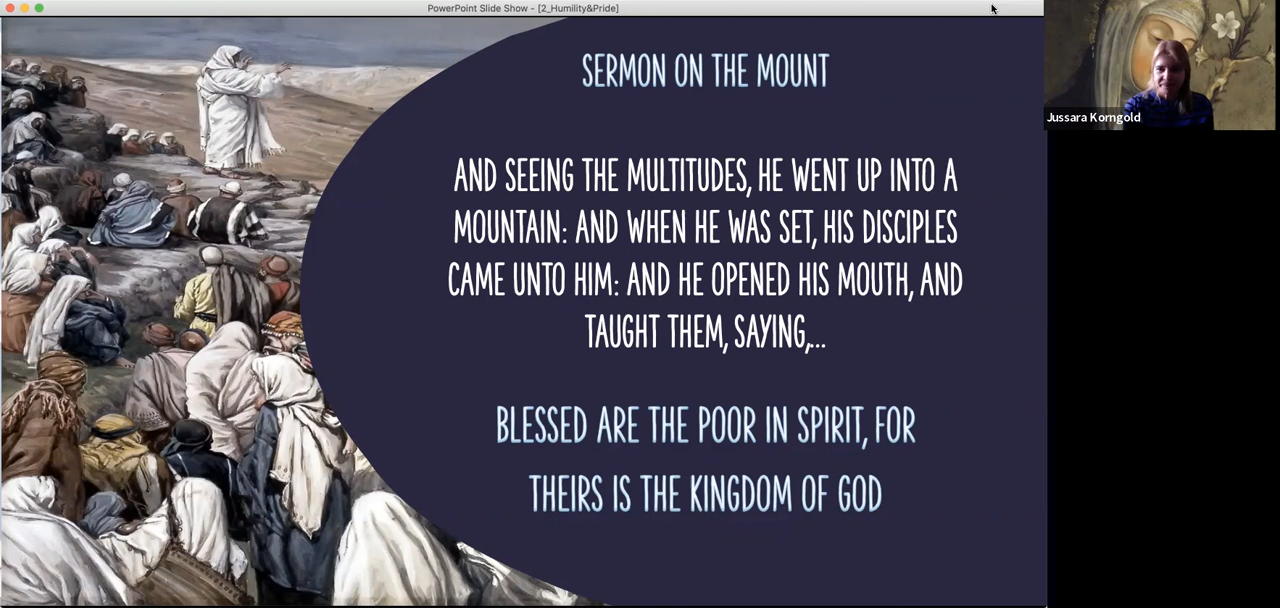 PowerPoint Slide Show - [2_Humility&Pride]
SERMON ON THE MOUNT
Jussara Korngold
AND SEEING THE MULTITUDES, HE WENT UP INTO A
MOUNTAIN: AND WHEN HE WAS SET, HIS DISCIPLES
CAME UNTO HIM: AND HE OPENED HIS MOUTH, AND
TAUGHT THEM, SAYING,...
BLESSED ARE THE POOR IN SPIRIT, FOR
THEIRS IS THE KINGDOM OF GOD